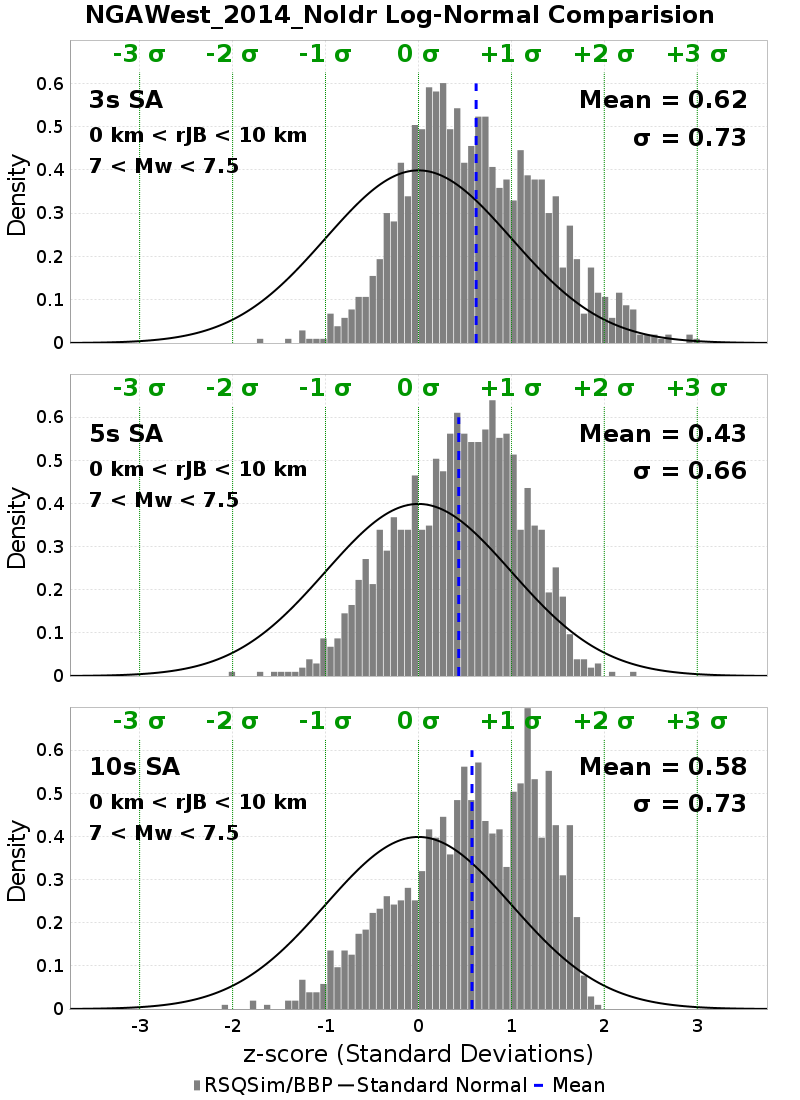 NGAWest_2014_NoIdr Log-Normal Comparision
-3 σ -2 σ -1 σ 0 σ +1 σ +2 σ +3 σ
3s SA
Mean = 0.62
0 km < rJB < 10 km
σ = 0.73
7 < Mw < 7.5
Density
0.6
0.5
0.4
0.3
0.2
0.1
0
-3 σ -2 σ -1 σ 0 σ +1 σ +2 σ +3 σ
5s SA
Mean = 0.43
0 km < rJB < 10 km
σ = 0.66
7 < Mw < 7.5
Density
0.6
0.5
0.4
0.3
0.2
0.1
0
-3 σ -2 σ -1 σ 0 σ +1 σ +2 σ +3 σ
10s SA
Mean = 0.58
0 km < rJB < 10 km
σ = 0.73
7 < Mw < 7.5
Density
0.6
0.5
0.4
0.3
0.2
0.1
0
-3 -2 -1 0 1 2 3
z-score (Standard Deviations)
RSQSim/BBP Standard Normal Mean